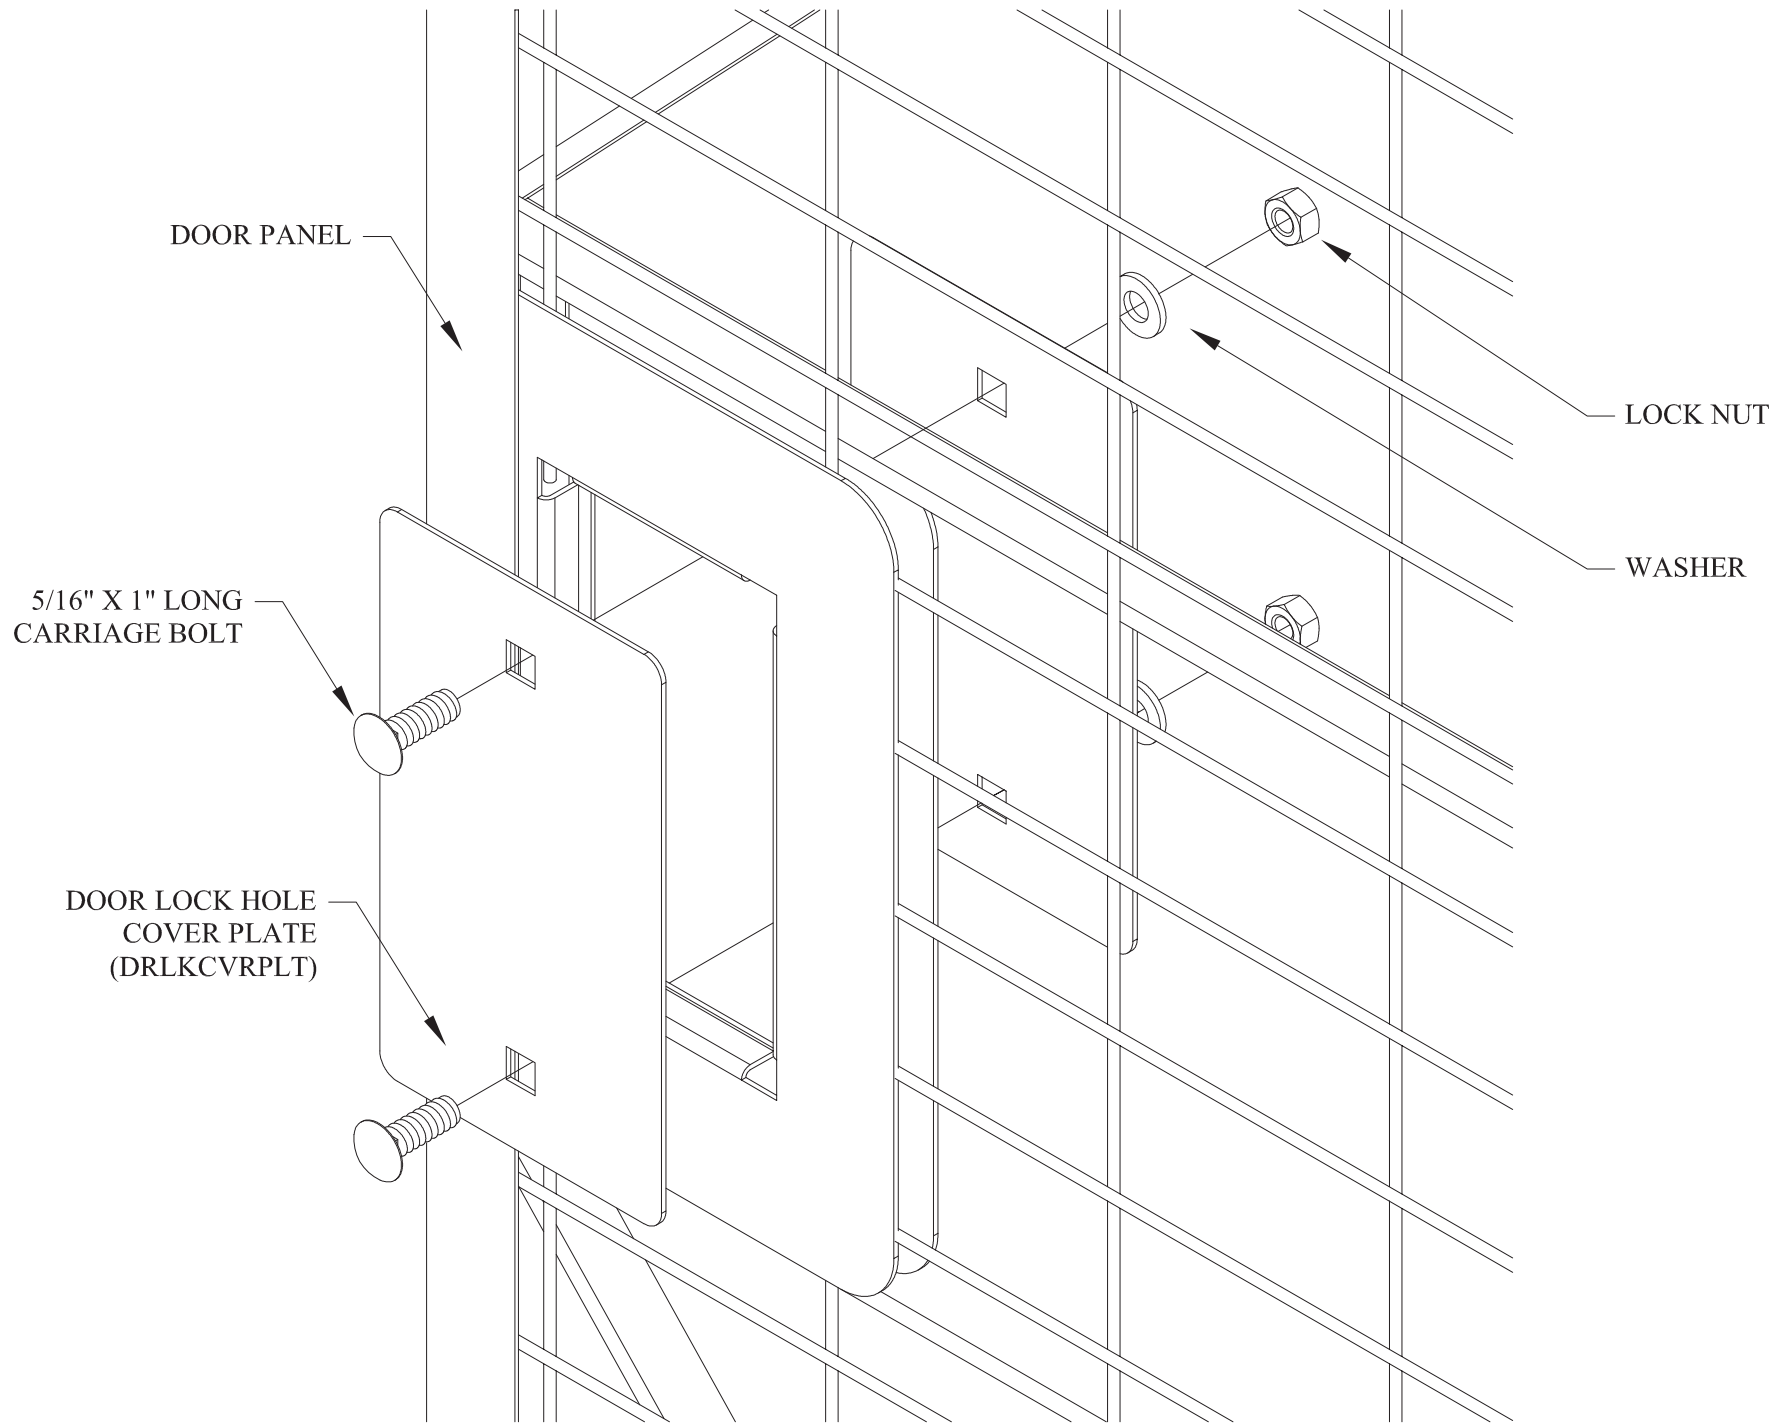 DOOR PANEL
LOCK NUT
WASHER
5/16" X 1" LONG
CARRIAGE BOLT
DOOR LOCK HOLE
COVER PLATE
(DRLKCVRPLT)